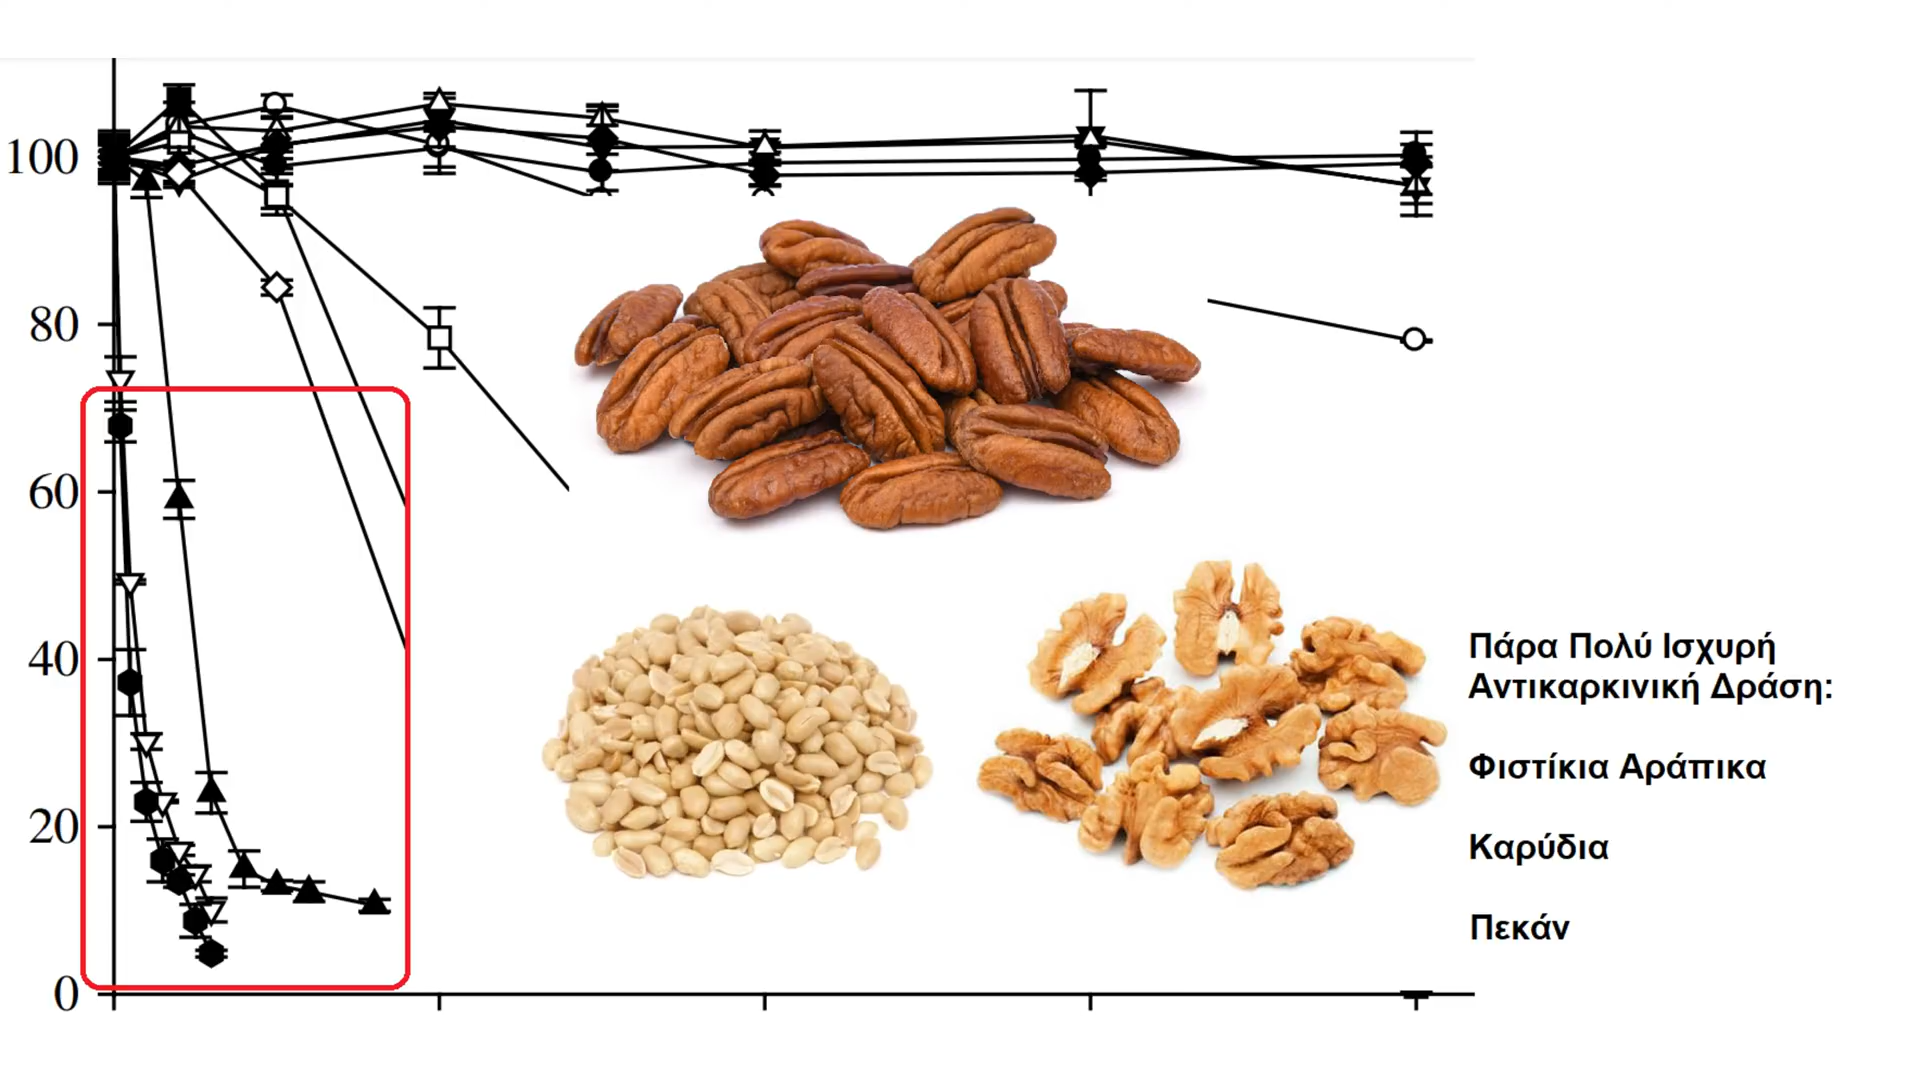 100
80
60
40
20
0
Πάρα Πολύ Ισχυρή
Αντικαρκινική Δράση:
Φιστίκια Αράπικα
Καρύδια
Πεκάν